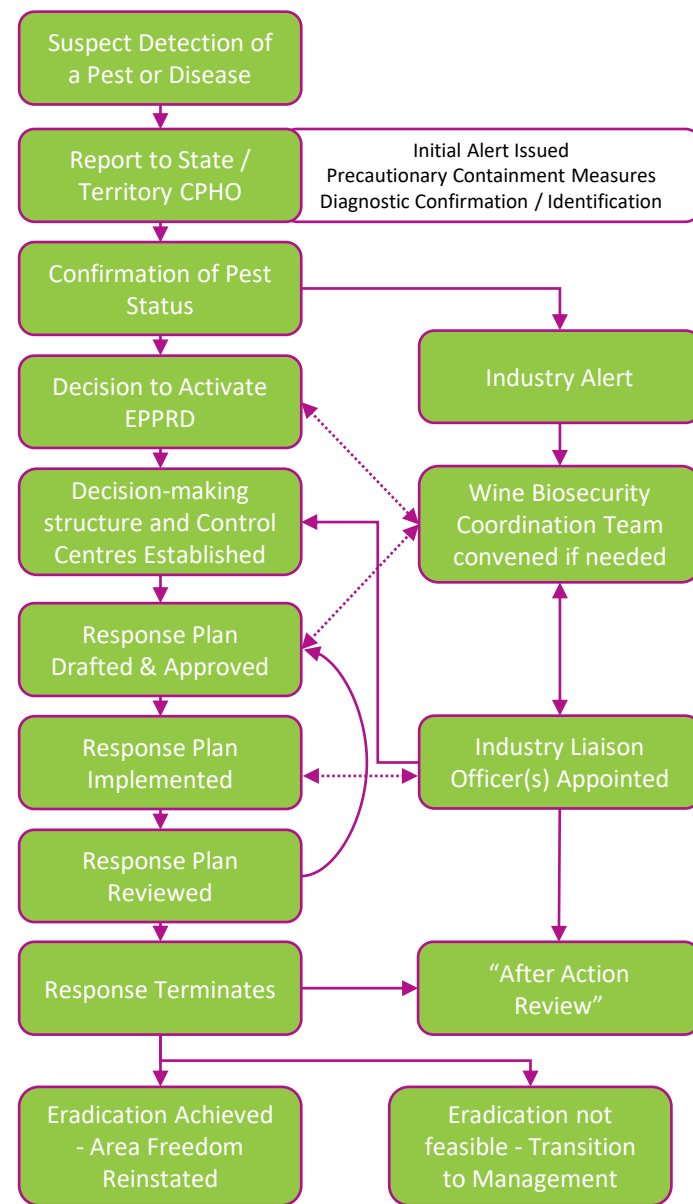 Suspect Detection of
a Pest or Disease
Report to State /
Territory CPHO
Initial Alert Issued
Precautionary Containment Measures
Diagnostic Confirmation / Identification
Confirmation of Pest
Status
Industry Alert
Decision to Activate
EPPRD
Decision-making
structure and Control
Centres Established
Wine Biosecurity
Coordination Team
convened if needed
Response Plan
Drafted & Approved
Response Plan
Implemented
Industry Liaison
Officer(s) Appointed
Response Plan
Reviewed
Response Terminates
“After Action
Review”
Eradication Achieved
- Area Freedom
Reinstated
Eradication not
feasible - Transition
to Management